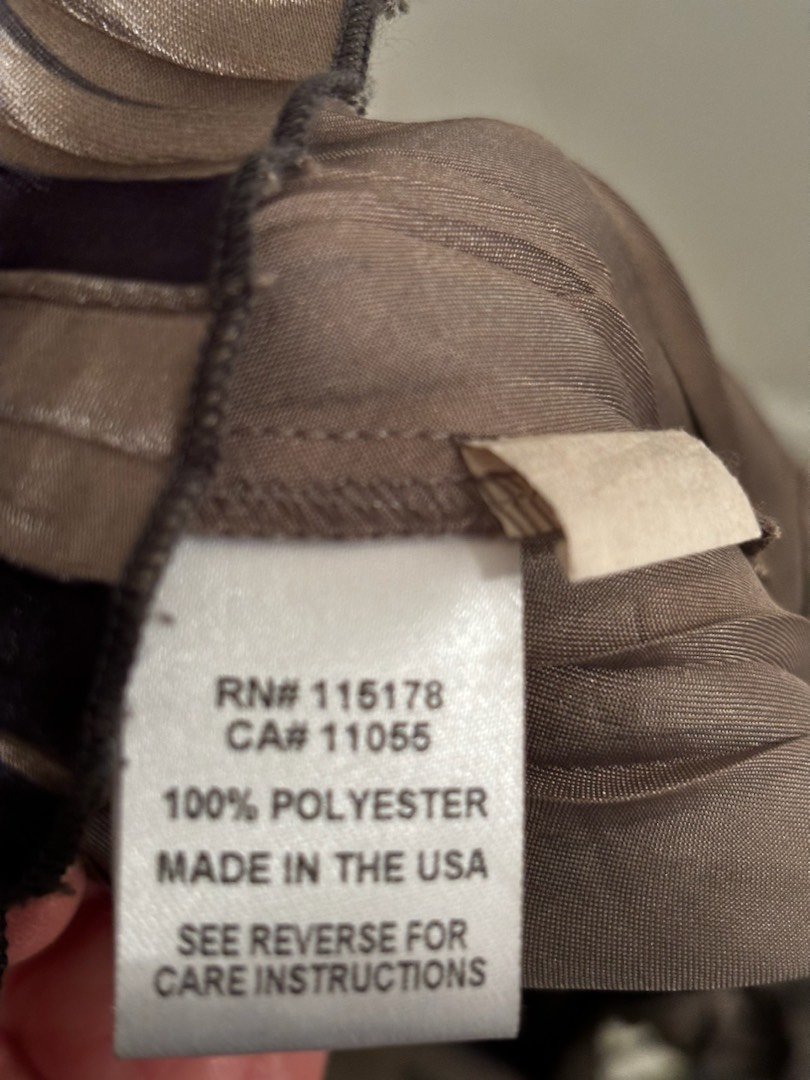 RN# 115178
CA# 11055
100% POLYESTER
MADE IN THE USA
SEE REVERSE FOR
CARE INSTRUCTIONS